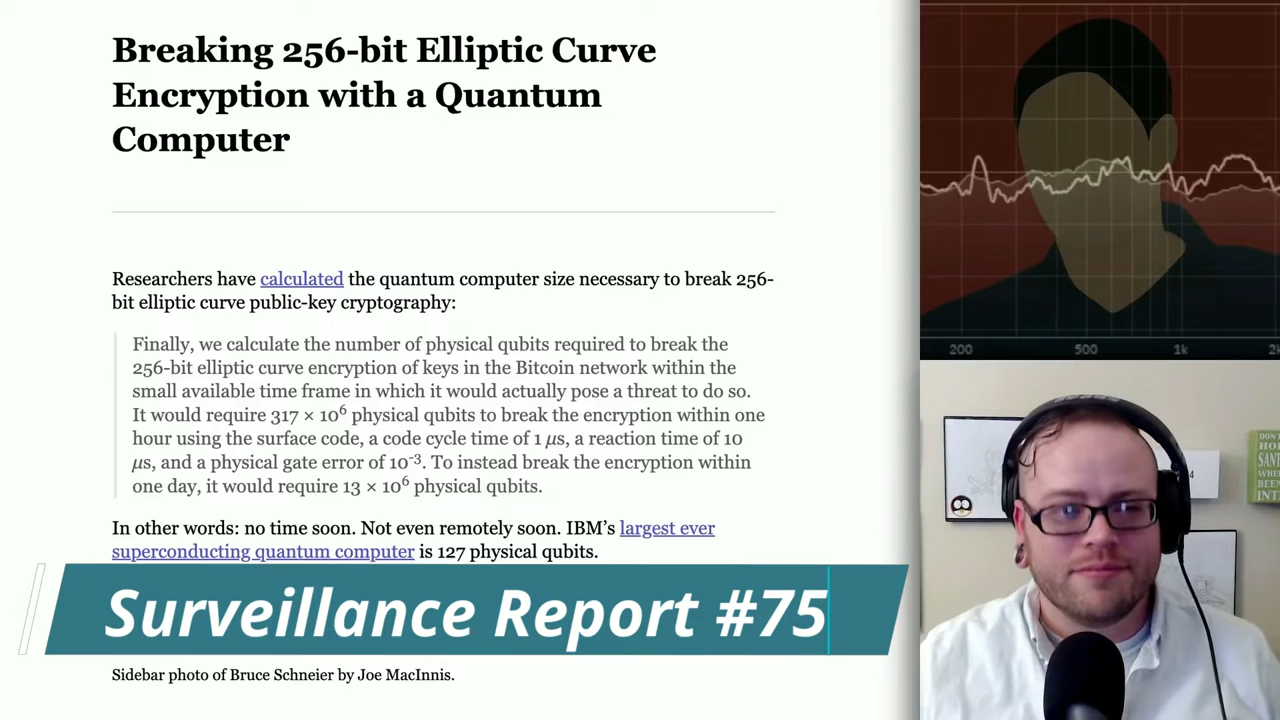 Breaking 256-bit Elliptic Curve
Encryption with a Quantum
Computer
Researchers have calculated the quantum computer size necessary to break 256-
bit elliptic curve public-key cryptography:
Finally, we calculate the number of physical qubits required to break the
256-bit elliptic curve encryption of keys in the Bitcoin network within the
small available time frame in which it would actually pose a threat to do so.
It would require 317 × 10⁶ physical qubits to break the encryption within one
hour using the surface code, a code cycle time of 1 μs, a reaction time of 10
μs, and a physical gate error of 10⁻³. To instead break the encryption within
one day, it would require 13 × 10⁶ physical qubits.
In other words: no time soon. Not even remotely soon. IBM's largest ever
superconducting quantum computer is 127 physical qubits.
Surveillance Report #75
Sidebar photo of Bruce Schneier by Joe MacInnis.
200 500 1k